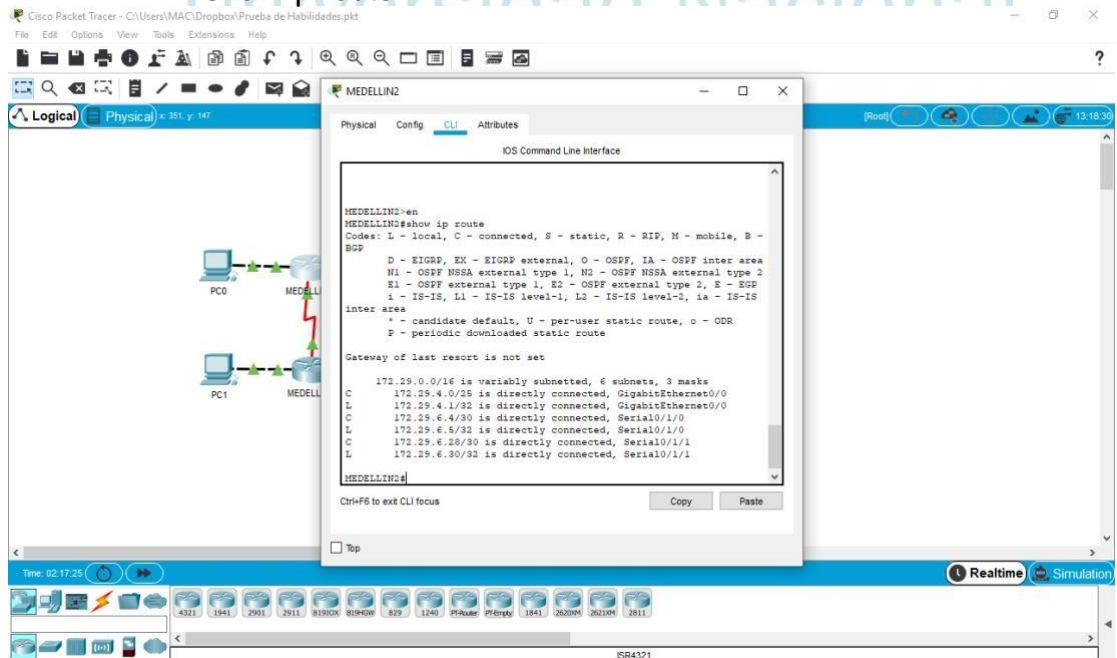 Cisco Packet Tracer - C:\Users\MAC\Dropbox\Prueba de Habilidades.pkt
File Edit Options View Tools Extensions Help
?
MEDELLIN2
Logical Physical x: 351, y: 147
[Root] 13:18:30
Physical Config CLI Attributes
IOS Command Line Interface
MEDELLIN2>en
MEDELLIN2#show ip route
Codes: L - local, C - connected, S - static, R - RIP, M - mobile, B -
BGP
D - EIGRP, EX - EIGRP external, O - OSPF, IA - OSPF inter area
N1 - OSPF NSSA external type 1, N2 - OSPF NSSA external type 2
E1 - OSPF external type 1, E2 - OSPF external type 2, E - EGP
i - IS-IS, L1 - IS-IS level-1, L2 - IS-IS level-2, ia - IS-IS
inter area
* - candidate default, U - per-user static route, o - ODR
P - periodic downloaded static route
Gateway of last resort is not set
172.29.0.0/16 is variably subnetted, 6 subnets, 3 masks
C 172.29.4.0/25 is directly connected, GigabitEthernet0/0
L 172.29.4.1/32 is directly connected, GigabitEthernet0/0
C 172.29.6.4/30 is directly connected, Serial0/1/0
L 172.29.6.5/32 is directly connected, Serial0/1/0
C 172.29.6.28/30 is directly connected, Serial0/1/1
L 172.29.6.30/32 is directly connected, Serial0/1/1
MEDELLIN2#
Ctrl+F6 to exit CLI focus Copy Paste
Top
PC0 MEDELL
PC1 MEDELL
Time: 02:17:25 Realtime Simulation
4321 1941 2901 2911 819IOX 819HGW 829 1240 PT-Router PT-Empty 1841 2620XM 2621XM 2811
ISR4321